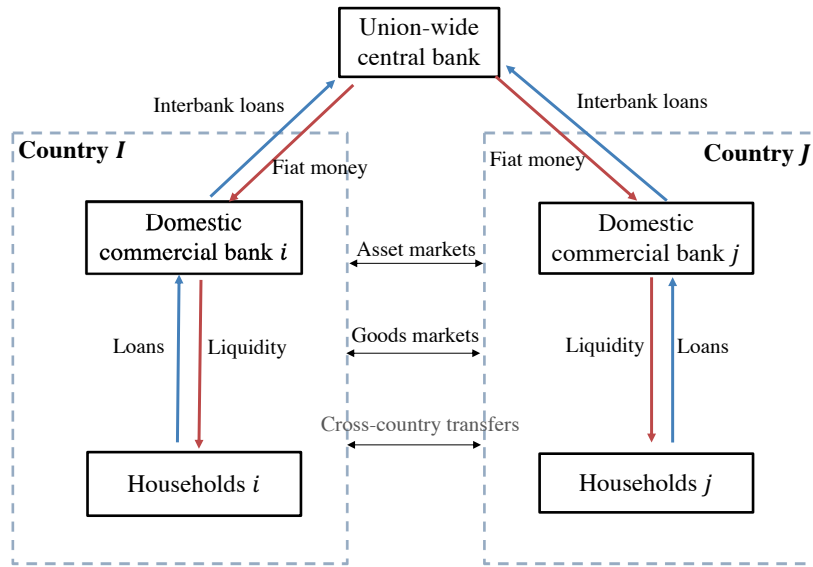 Union-wide
central bank
Interbank loans
Interbank loans
Country I
Country J
Fiat money
Fiat money
Domestic
commercial bank i
Domestic
commercial bank j
Asset markets
Loans
Liquidity
Goods markets
Liquidity
Loans
Cross-country transfers
Households i
Households j